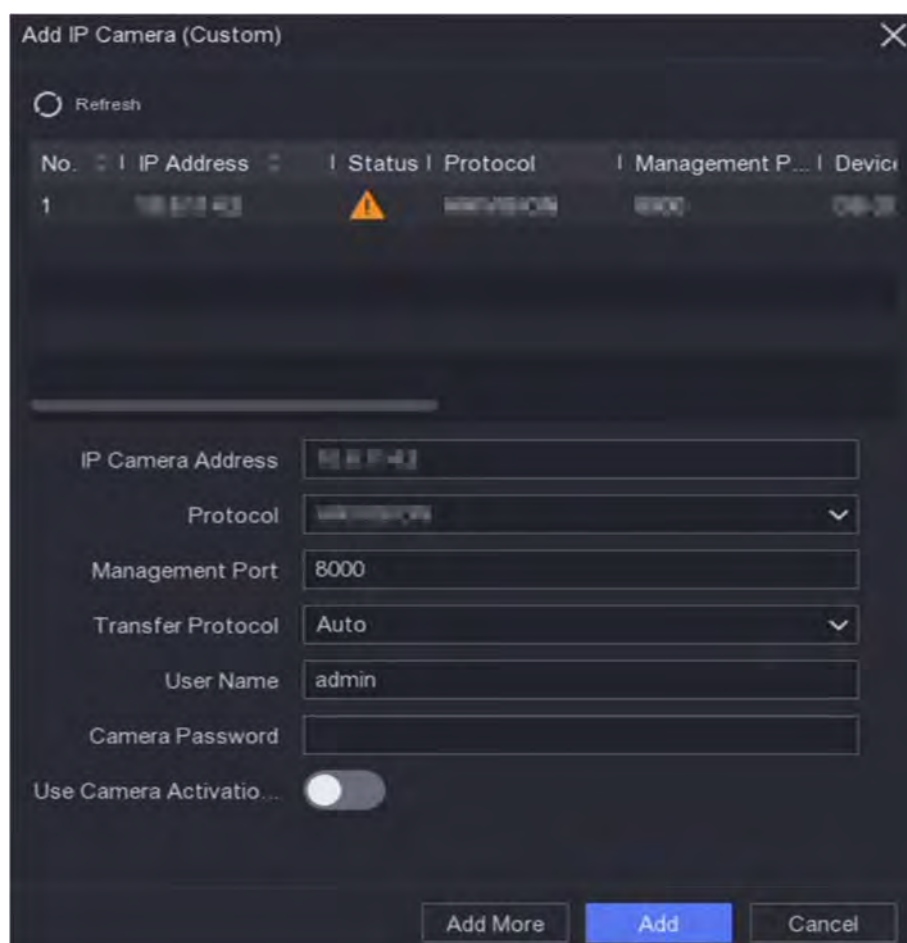 Add IP Camera (Custom)
Refresh
No. IP Address Status Protocol Management P... Device
1
IP Camera Address
Protocol
Management Port 8000
Transfer Protocol Auto
User Name admin
Camera Password
Use Camera Activatio...
Add More Add Cancel